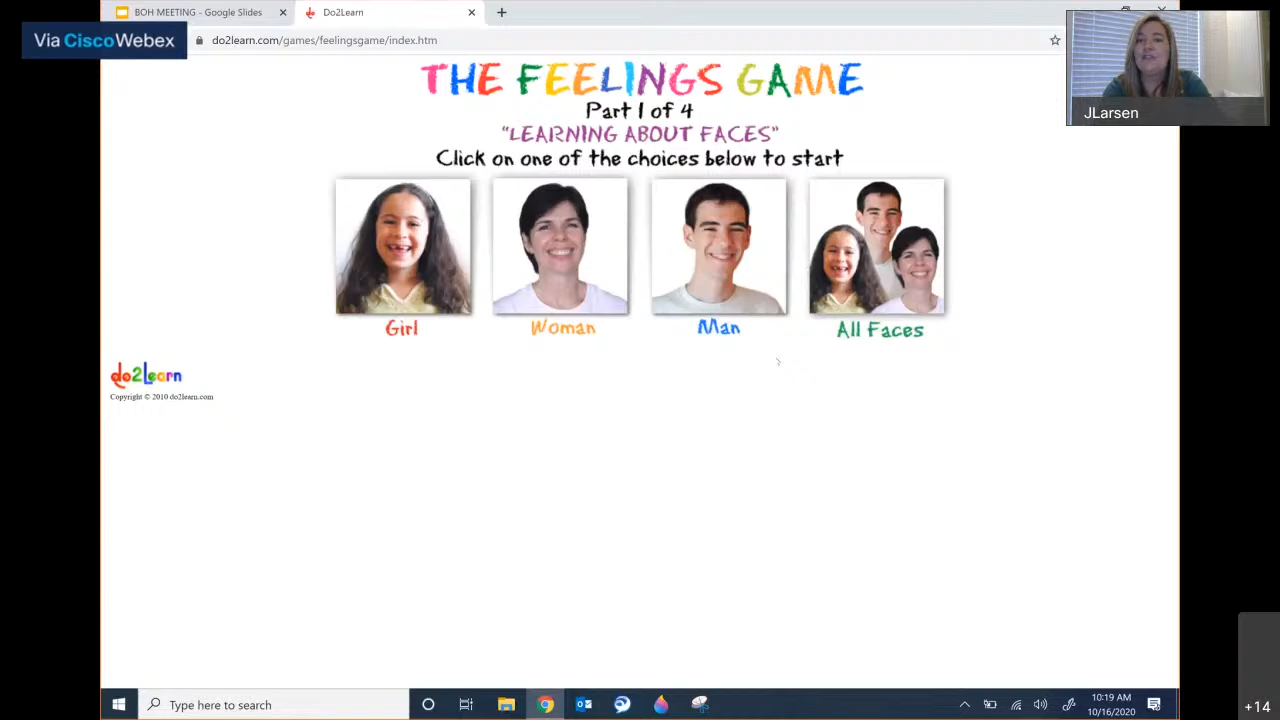 BOH MEETING - Google Slides
Do2Learn
Via CiscoWebex
do2learn.com/games/feelingsgame/index.htm
JLarsen
THE FEELINGS GAME
Part 1 of 4
"LEARNING ABOUT FACES"
Click on one of the choices below to start
Girl
Woman
Man
All Faces
do2Learn
Copyright © 2010 do2learn.com
Type here to search
10:19 AM
10/16/2020
+14